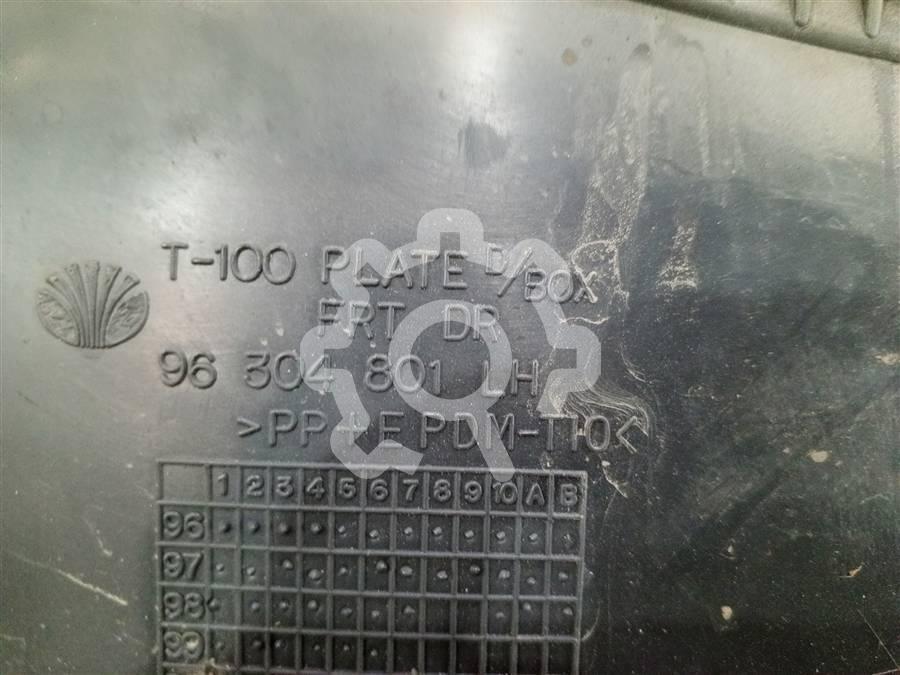 T-100 PLATE D/BOX
FRT DR
96 304 801 LH
>PP+EPDM-T10<
1 2 3 4 5 6 7 8 9 10 A B
96
97
98
99